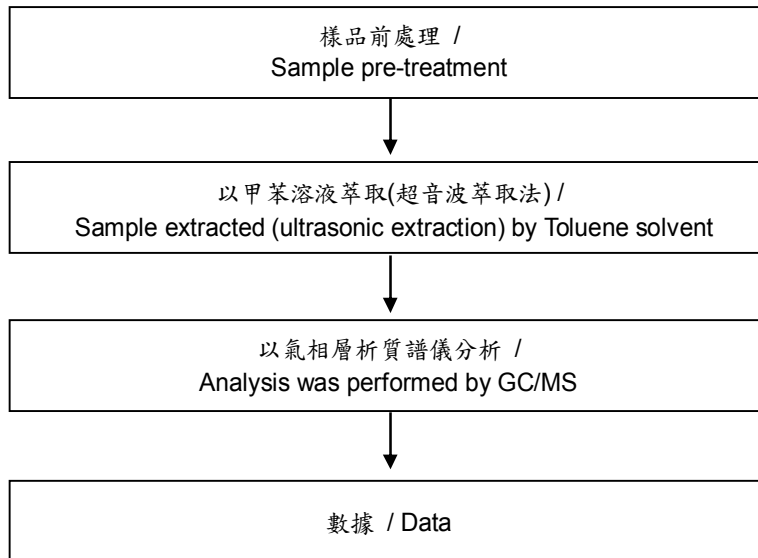 樣品前處理 /
Sample pre-treatment
以甲苯溶液萃取(超音波萃取法) /
Sample extracted (ultrasonic extraction) by Toluene solvent
以氣相層析質譜儀分析 /
Analysis was performed by GC/MS
數據 / Data